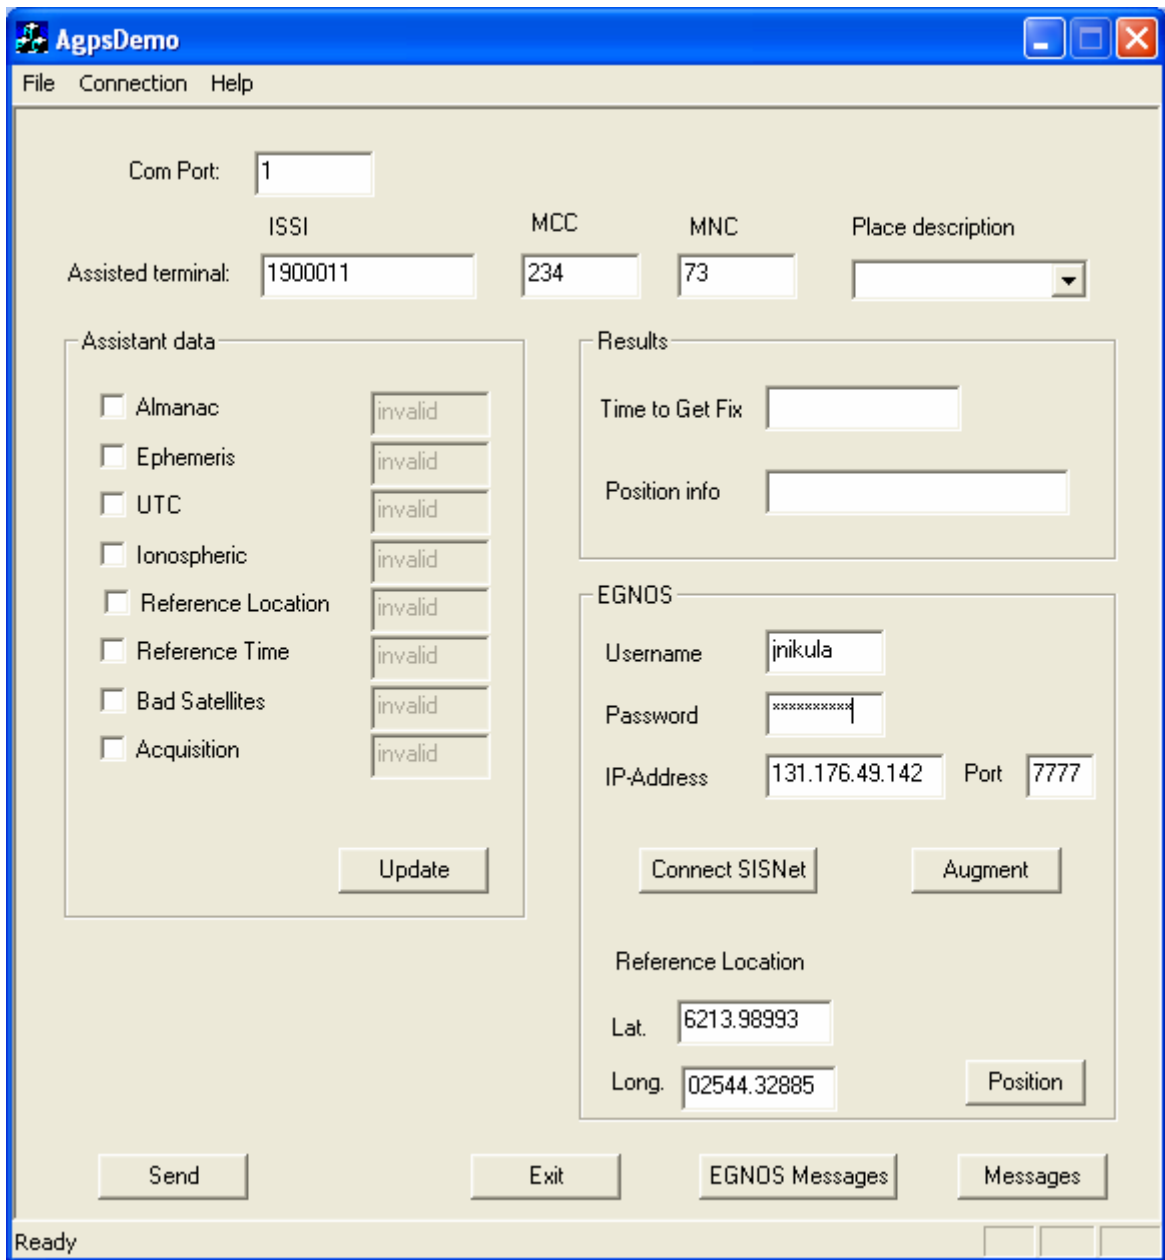 AgpsDemo
File Connection Help
Com Port: 1
ISSI MCC MNC Place description
Assisted terminal: 1900011 234 73
Assistant data
Almanac invalid
Ephemeris invalid
UTC invalid
Ionospheric invalid
Reference Location invalid
Reference Time invalid
Bad Satellites invalid
Acquisition invalid
Update
Results
Time to Get Fix
Position info
EGNOS
Username jnikula
Password **********
IP-Address 131.176.49.142 Port 7777
Connect SISNet Augment
Reference Location
Lat. 6213.98993
Long. 02544.32885 Position
Send Exit EGNOS Messages Messages
Ready